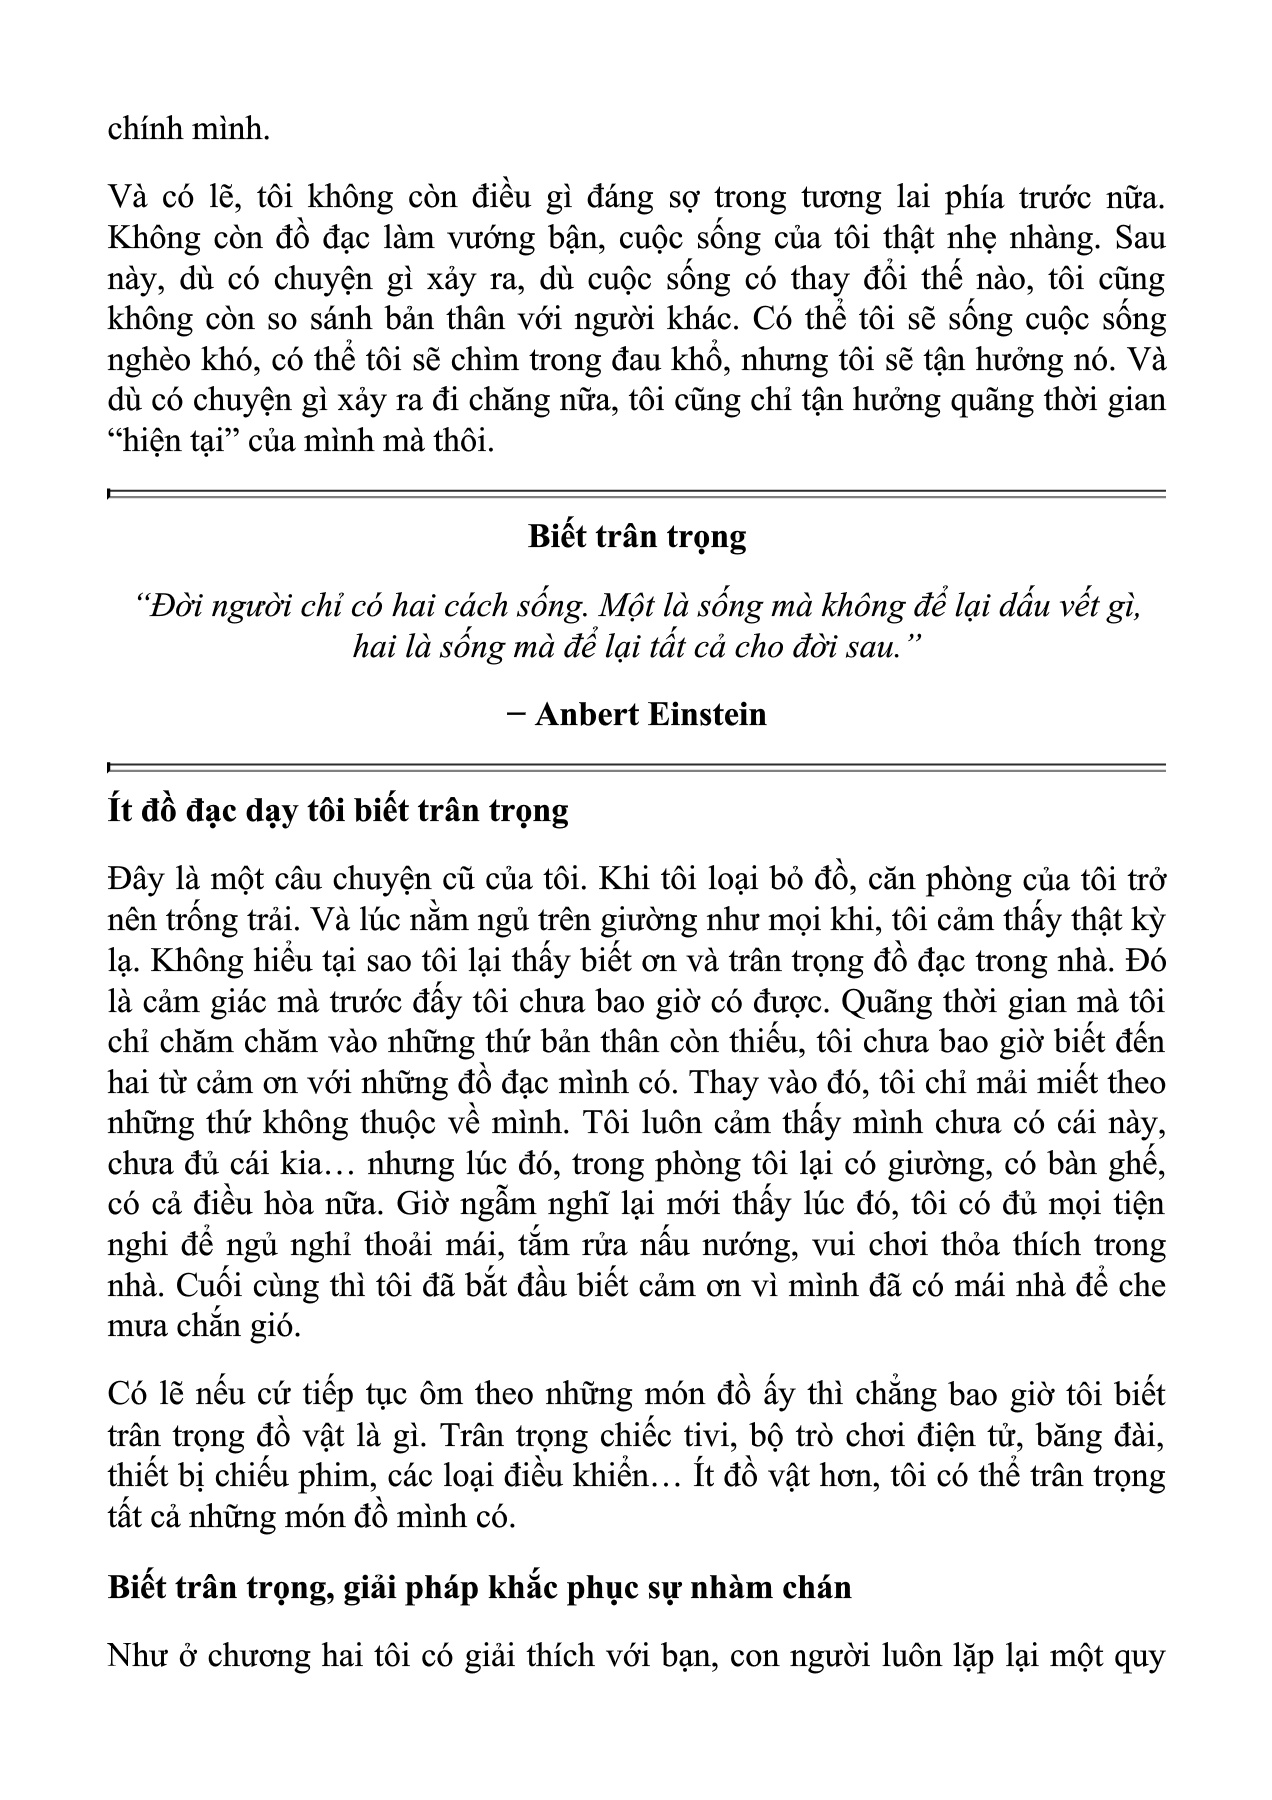 chính mình.
Và có lẽ, tôi không còn điều gì đáng sợ trong tương lai phía trước nữa.
Không còn đồ đạc làm vướng bận, cuộc sống của tôi thật nhẹ nhàng. Sau
này, dù có chuyện gì xảy ra, dù cuộc sống có thay đổi thế nào, tôi cũng
không còn so sánh bản thân với người khác. Có thể tôi sẽ sống cuộc sống
nghèo khó, có thể tôi sẽ chìm trong đau khổ, nhưng tôi sẽ tận hưởng nó. Và
dù có chuyện gì xảy ra đi chăng nữa, tôi cũng chỉ tận hưởng quãng thời gian
“hiện tại” của mình mà thôi.
Biết trân trọng
“Đời người chỉ có hai cách sống. Một là sống mà không để lại dấu vết gì,
hai là sống mà để lại tất cả cho đời sau.”
− Anbert Einstein
Ít đồ đạc dạy tôi biết trân trọng
Đây là một câu chuyện cũ của tôi. Khi tôi loại bỏ đồ, căn phòng của tôi trở
nên trống trải. Và lúc nằm ngủ trên giường như mọi khi, tôi cảm thấy thật kỳ
lạ. Không hiểu tại sao tôi lại thấy biết ơn và trân trọng đồ đạc trong nhà. Đó
là cảm giác mà trước đấy tôi chưa bao giờ có được. Quãng thời gian mà tôi
chỉ chăm chăm vào những thứ bản thân còn thiếu, tôi chưa bao giờ biết đến
hai từ cảm ơn với những đồ đạc mình có. Thay vào đó, tôi chỉ mải miết theo
những thứ không thuộc về mình. Tôi luôn cảm thấy mình chưa có cái này,
chưa đủ cái kia… nhưng lúc đó, trong phòng tôi lại có giường, có bàn ghế,
có cả điều hòa nữa. Giờ ngẫm nghĩ lại mới thấy lúc đó, tôi có đủ mọi tiện
nghi để ngủ nghỉ thoải mái, tắm rửa nấu nướng, vui chơi thỏa thích trong
nhà. Cuối cùng thì tôi đã bắt đầu biết cảm ơn vì mình đã có mái nhà để che
mưa chắn gió.
Có lẽ nếu cứ tiếp tục ôm theo những món đồ ấy thì chẳng bao giờ tôi biết
trân trọng đồ vật là gì. Trân trọng chiếc tivi, bộ trò chơi điện tử, băng đài,
thiết bị chiếu phim, các loại điều khiển… Ít đồ vật hơn, tôi có thể trân trọng
tất cả những món đồ mình có.
Biết trân trọng, giải pháp khắc phục sự nhàm chán
Như ở chương hai tôi có giải thích với bạn, con người luôn lặp lại một quy